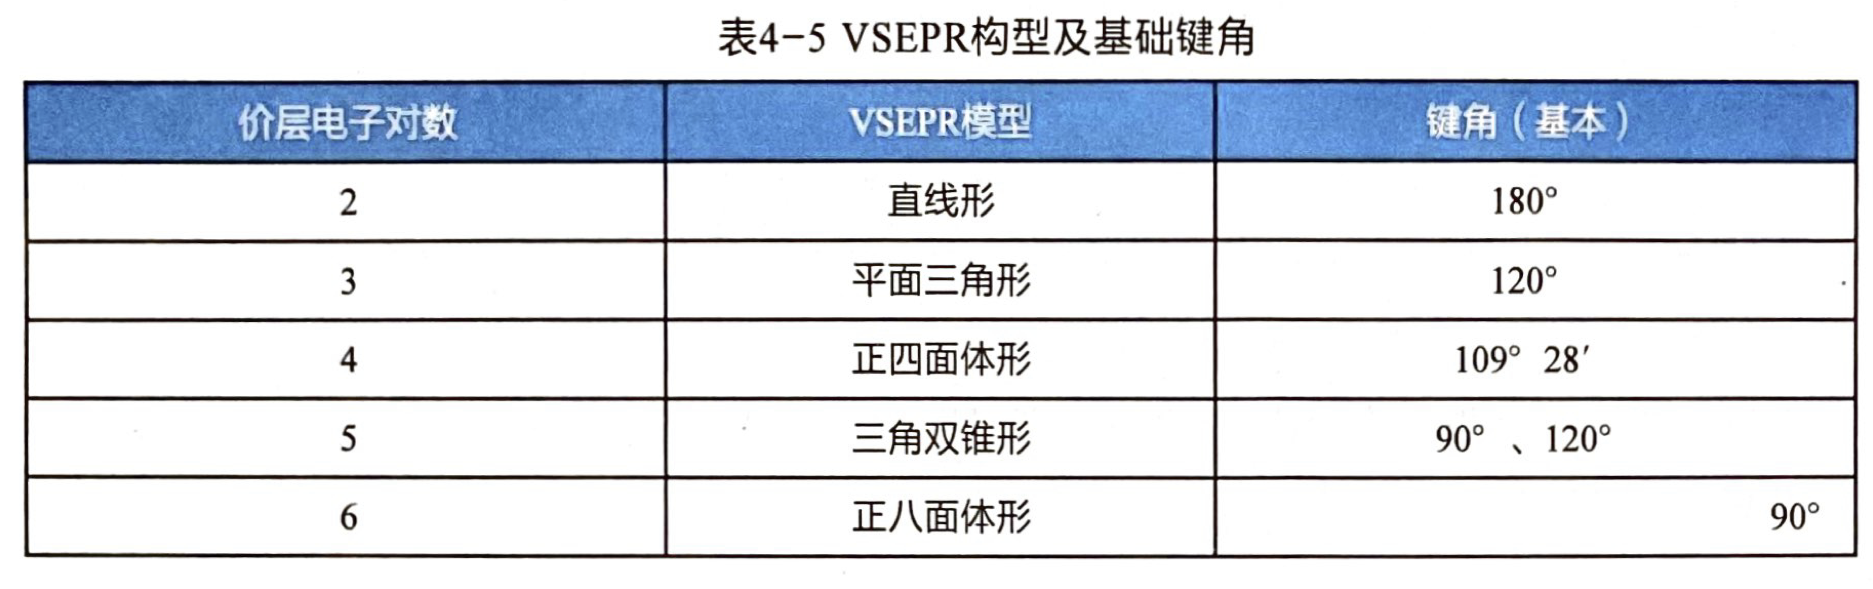 表4-5 VSEPR构型及基础键角
价层电子对数 VSEPR模型 键角（基本）
2 直线形 180°
3 平面三角形 120°
4 正四面体形 109° 28′
5 三角双锥形 90° 、120°
6 正八面体形 90°